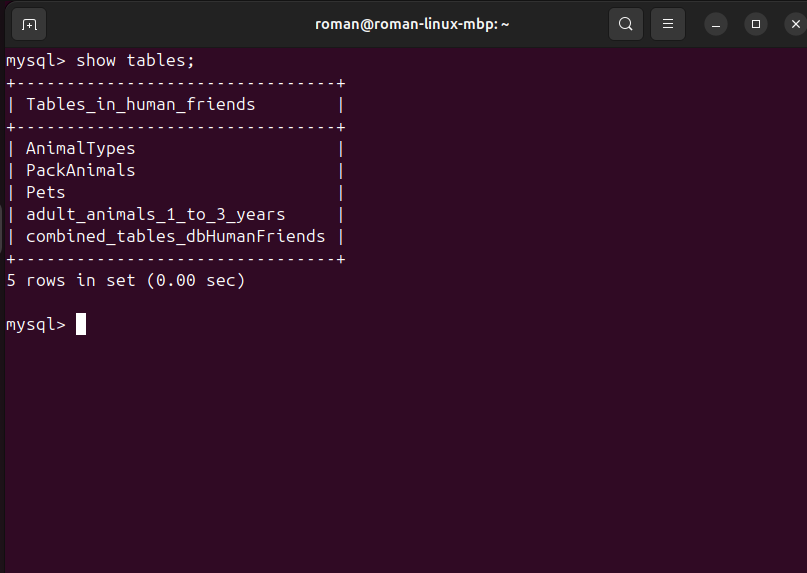 roman@roman-linux-mbp: ~
mysql> show tables;
+--------------------------------+
| Tables_in_human_friends        |
+--------------------------------+
| AnimalTypes                    |
| PackAnimals                    |
| Pets                           |
| adult_animals_1_to_3_years     |
| combined_tables_dbHumanFriends |
+--------------------------------+
5 rows in set (0.00 sec)
mysql>